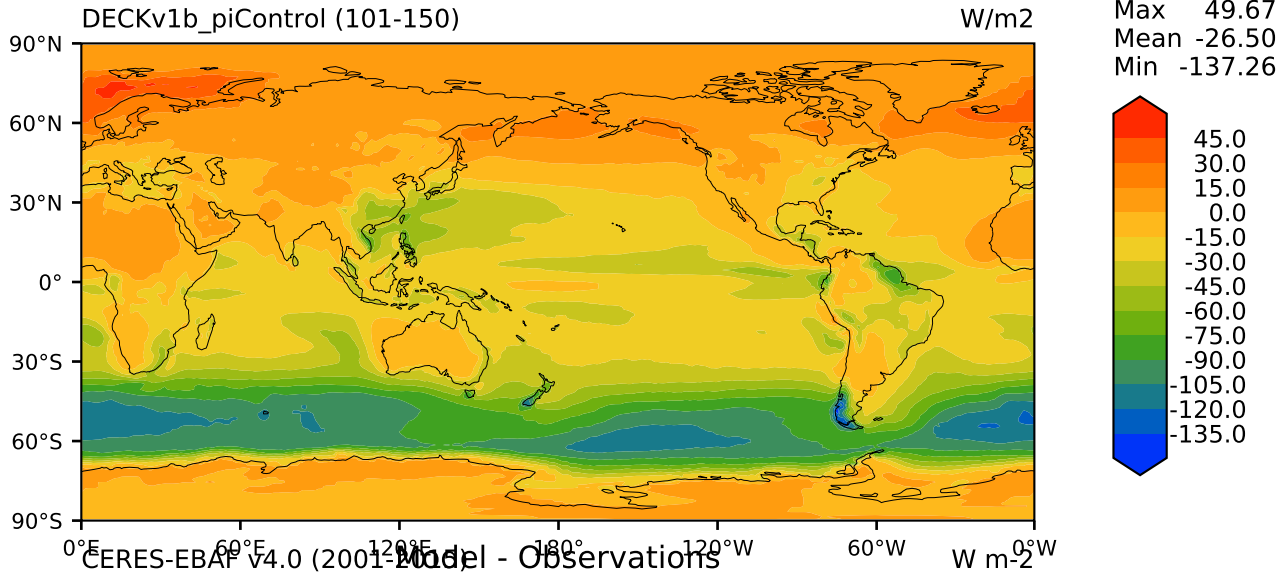 DECKv1b_piControl (101-150)
W/m2
Max 49.67
Mean -26.50
Min -137.26
90°N
60°N
30°N
0°
30°S
60°S
90°S
45.0
30.0
15.0
0.0
-15.0
-30.0
-45.0
-60.0
-75.0
-90.0
-105.0
-120.0
-135.0
0°E
60°E
120°E
180°
120°W
60°W
0°W
CERES-EBAF v4.0 (2001-2015)
Model - Observations
W m-2